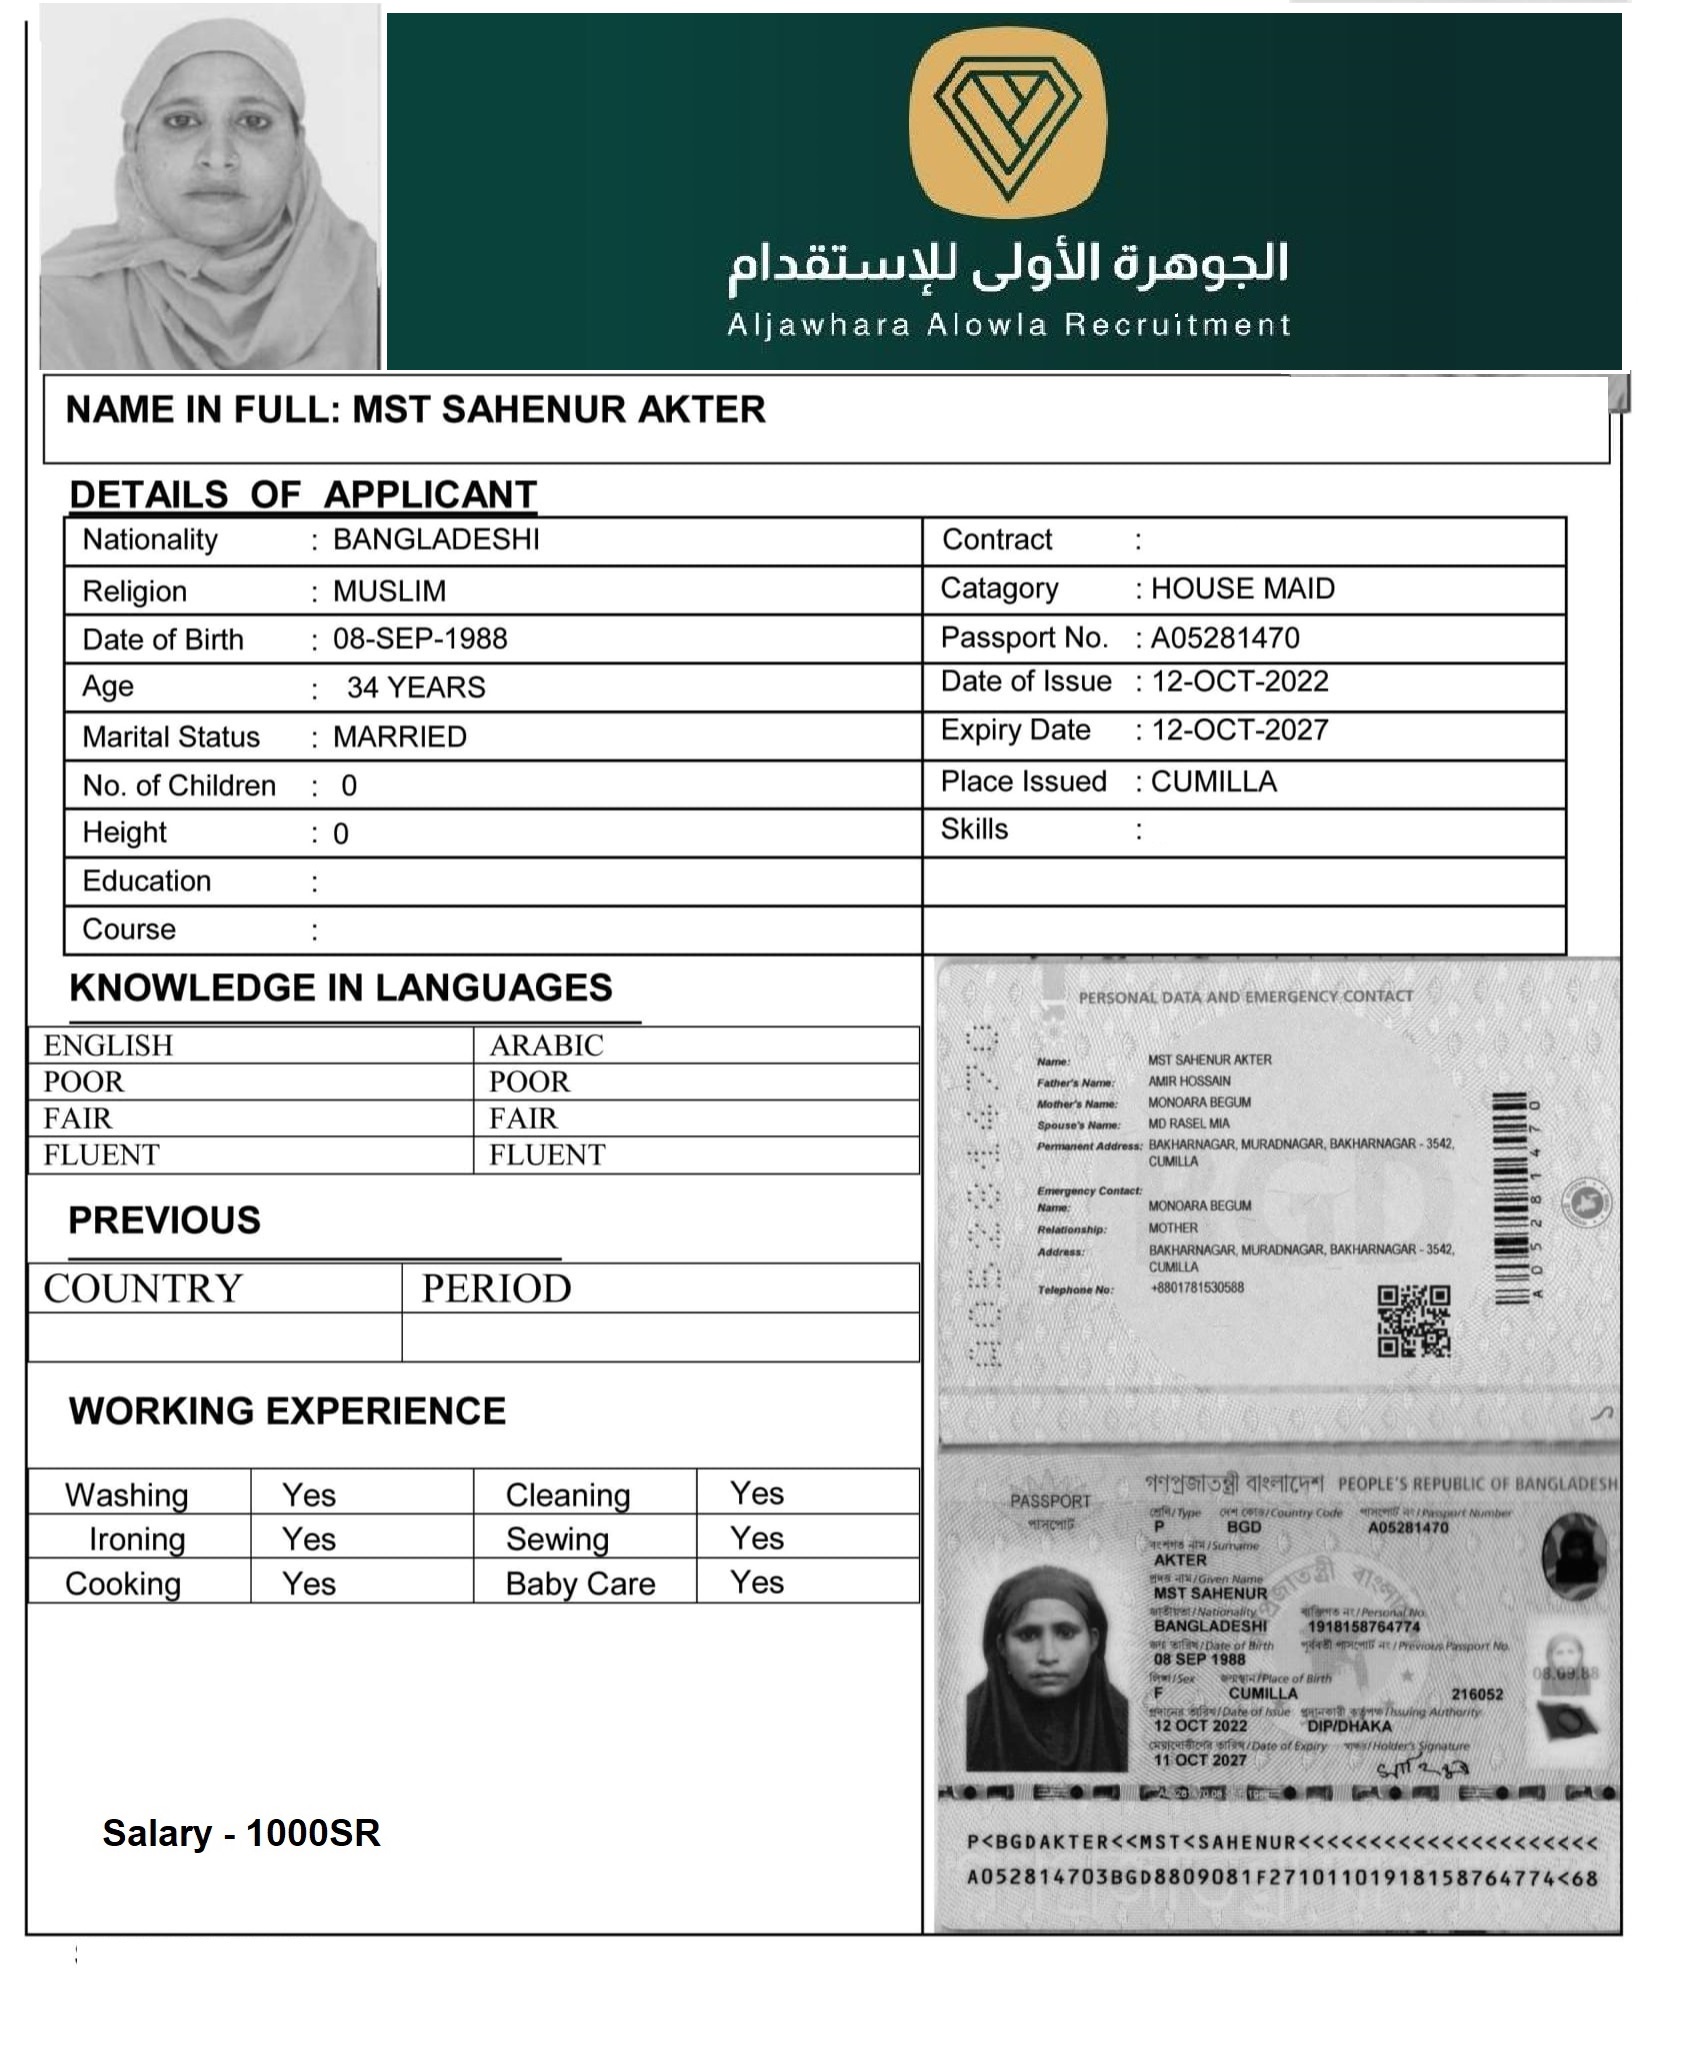 الجوهرة الأولى للإستقدام
Aljawhara Alowla Recruitment
NAME IN FULL: MST SAHENUR AKTER
DETAILS OF APPLICANT
Nationality : BANGLADESHI
Contract :
Religion : MUSLIM
Catagory : HOUSE MAID
Date of Birth : 08-SEP-1988
Passport No. : A05281470
Age : 34 YEARS
Date of Issue : 12-OCT-2022
Marital Status : MARRIED
Expiry Date : 12-OCT-2027
No. of Children : 0
Place Issued : CUMILLA
Height : 0
Skills :
Education :
Course :
KNOWLEDGE IN LANGUAGES
ENGLISH ARABIC
POOR POOR
FAIR FAIR
FLUENT FLUENT
PREVIOUS
COUNTRY PERIOD
WORKING EXPERIENCE
Washing Yes Cleaning Yes
Ironing Yes Sewing Yes
Cooking Yes Baby Care Yes
Salary - 1000SR
PERSONAL DATA AND EMERGENCY CONTACT
Name: MST SAHENUR AKTER
Father's Name: AMIR HOSSAIN
Mother's Name: MONOARA BEGUM
Spouse's Name: MD RASEL MIA
Permanent Address: BAKHARNAGAR, MURADNAGAR, BAKHARNAGAR - 3542,
CUMILLA
Emergency Contact:
Name: MONOARA BEGUM
Relationship: MOTHER
Address: BAKHARNAGAR, MURADNAGAR, BAKHARNAGAR - 3542,
CUMILLA
Telephone No: +8801781530588
A05281470
A05281470
গণপ্রজাতন্ত্রী বাংলাদেশ PEOPLE'S REPUBLIC OF BANGLADESH
PASSPORT
পাসপোর্ট
শ্রেণি/Type দেশ কোড/Country Code পাসপোর্ট নং/Passport Number
P BGD A05281470
বংশগত নাম/Surname
AKTER
প্রদত্ত নাম/Given Name
MST SAHENUR
জাতীয়তা/Nationality ব্যক্তিগত নং/Personal No.
BANGLADESHI 1918158764774
জন্ম তারিখ/Date of Birth পূর্ববর্তী পাসপোর্ট নং/Previous Passport No.
08 SEP 1988
লিঙ্গ/Sex জন্মস্থান/Place of Birth
F CUMILLA 216052
প্রদানের তারিখ/Date of Issue প্রদানকারী কর্তৃপক্ষ/Issuing Authority
12 OCT 2022 DIP/DHAKA
মেয়াদোত্তীর্ণের তারিখ/Date of Expiry স্বাক্ষর/Holder's Signature
11 OCT 2027
08.09.88
P<BGDAKTER<<MST<SAHENUR<<<<<<<<<<<<<<<<<<<<<
A052814703BGD8809081F27101101918158764774<68